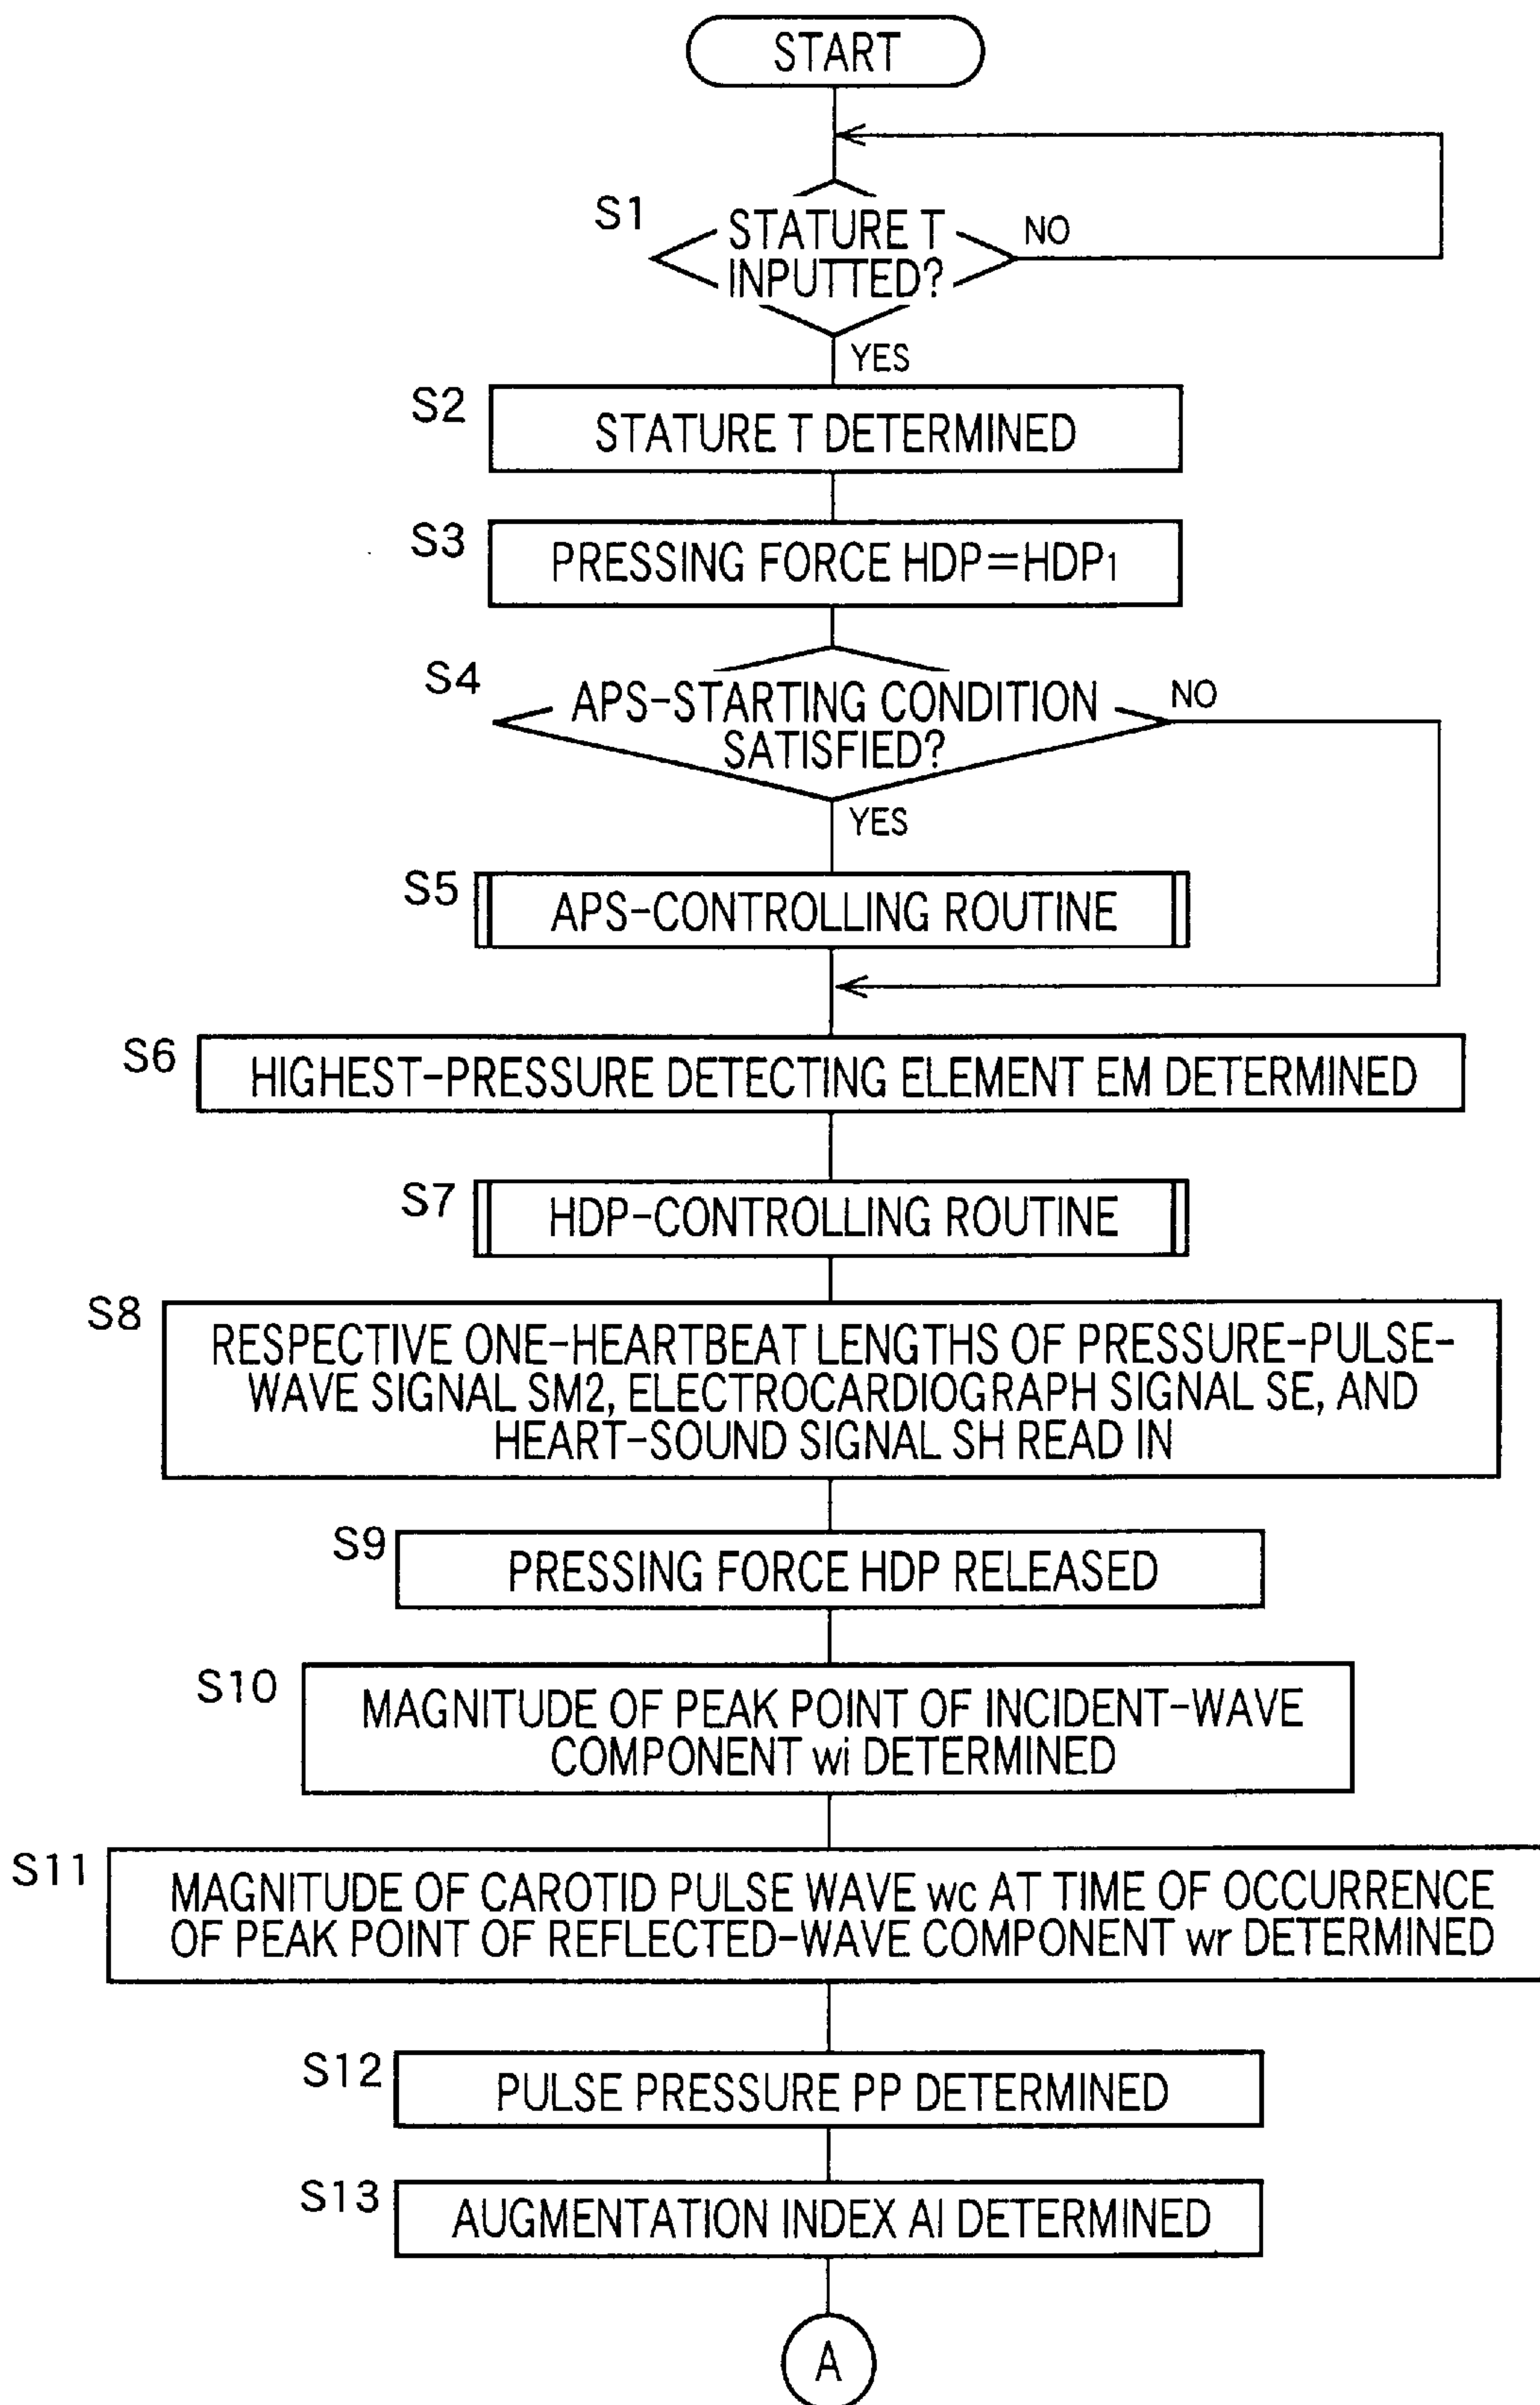 START
S1
STATURE T
INPUTTED?
NO
YES
S2
STATURE T DETERMINED
S3
PRESSING FORCE HDP=HDP1
S4
APS-STARTING CONDITION
SATISFIED?
NO
YES
S5
APS-CONTROLLING ROUTINE
S6
HIGHEST-PRESSURE DETECTING ELEMENT EM DETERMINED
S7
HDP-CONTROLLING ROUTINE
S8
RESPECTIVE ONE-HEARTBEAT LENGTHS OF PRESSURE-PULSE-
WAVE SIGNAL SM2, ELECTROCARDIOGRAPH SIGNAL SE, AND
HEART-SOUND SIGNAL SH READ IN
S9
PRESSING FORCE HDP RELEASED
S10
MAGNITUDE OF PEAK POINT OF INCIDENT-WAVE
COMPONENT wi DETERMINED
S11
MAGNITUDE OF CAROTID PULSE WAVE wc AT TIME OF OCCURRENCE
OF PEAK POINT OF REFLECTED-WAVE COMPONENT wr DETERMINED
S12
PULSE PRESSURE PP DETERMINED
S13
AUGMENTATION INDEX AI DETERMINED
A